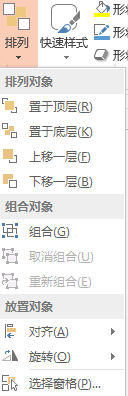 排列
快速样式
形状
形状
形状
排列对象
置于顶层(R)
置于底层(K)
上移一层(F)
下移一层(B)
组合对象
组合(G)
取消组合(U)
重新组合(E)
放置对象
对齐(A)
旋转(O)
选择窗格(P)...